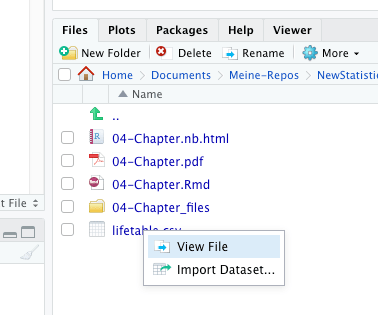 Files Plots Packages Help Viewer
New Folder Delete Rename More
Home Documents Meine-Repos NewStatistic
Name
..
04-Chapter.nb.html
04-Chapter.pdf
04-Chapter.Rmd
04-Chapter_files
t File
lifetable.csv
View File
Import Dataset...